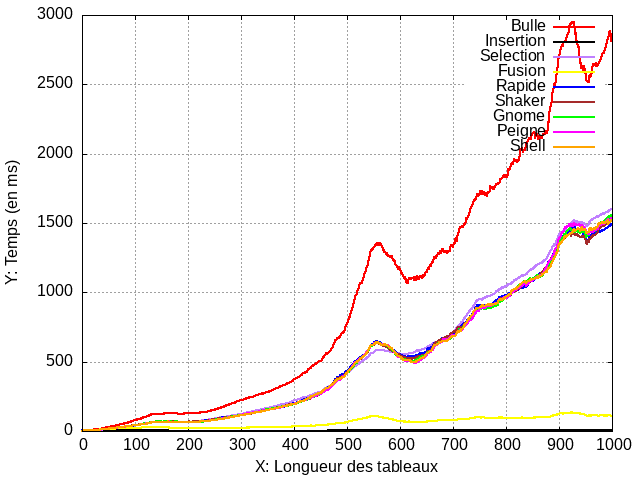 3000
2500
2000
1500
1000
500
0
Y: Temps (en ms)
Bulle
Insertion
Selection
Fusion
Rapide
Shaker
Gnome
Peigne
Shell
0 100 200 300 400 500 600 700 800 900 1000
X: Longueur des tableaux